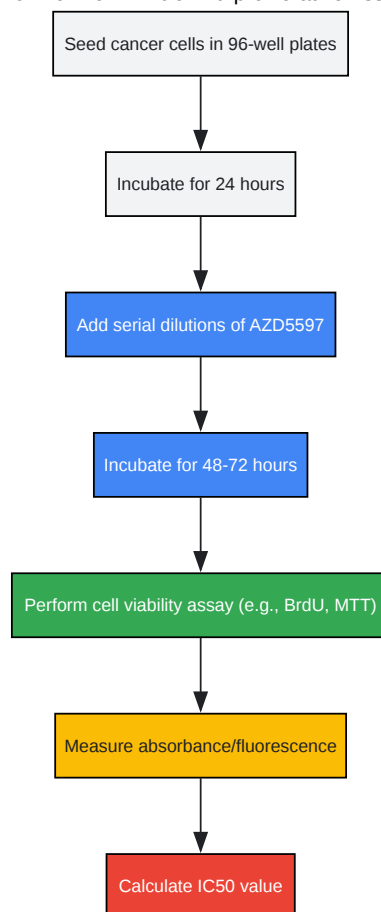 Seed cancer cells in 96-well plates
Incubate for 24 hours
Add serial dilutions of AZD5597
Incubate for 48-72 hours
Perform cell viability assay (e.g., BrdU, MTT)
Measure absorbance/fluorescence
Calculate IC50 value